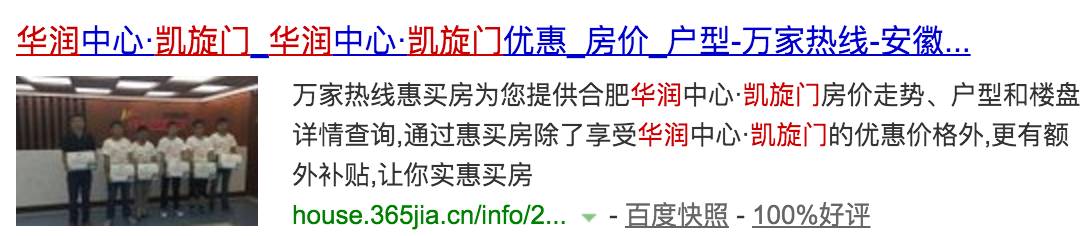 华润中心·凯旋门_华润中心·凯旋门优惠_房价_户型-万家热线-安徽...
万家热线惠买房为您提供合肥华润中心·凯旋门房价走势、户型和楼盘
详情查询,通过惠买房除了享受华润中心·凯旋门的优惠价格外,更有额
外补贴,让你实惠买房
house.365jia.cn/info/2... - 百度快照 - 100%好评